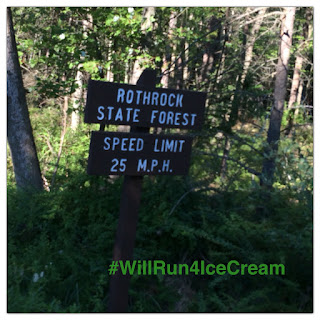 ROTHROCK
STATE FOREST
SPEED LIMIT
25 M.P.H.
#WillRun4IceCream